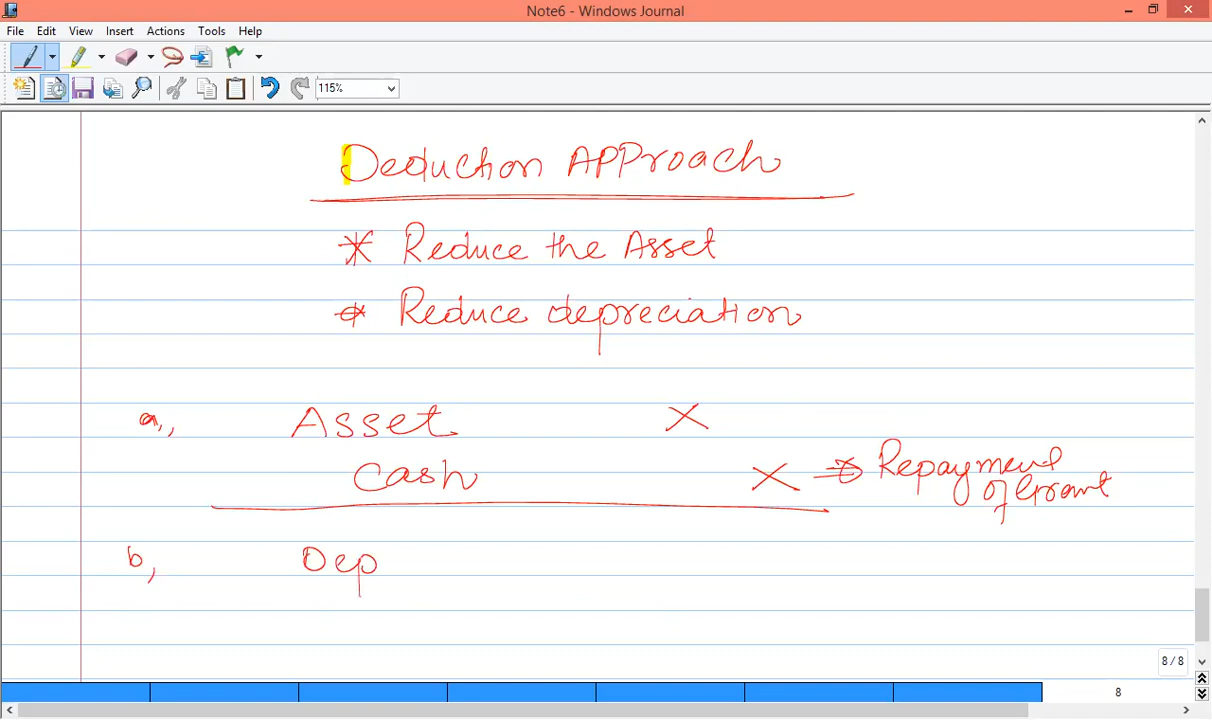 Note6 - Windows Journal
File Edit View Insert Actions Tools Help
115%
Deduction APProach
* Reduce the Asset
* Reduce depreciation
a,, Asset X
Cash X Repayment
of Grant
b, Dep
8 / 8
8